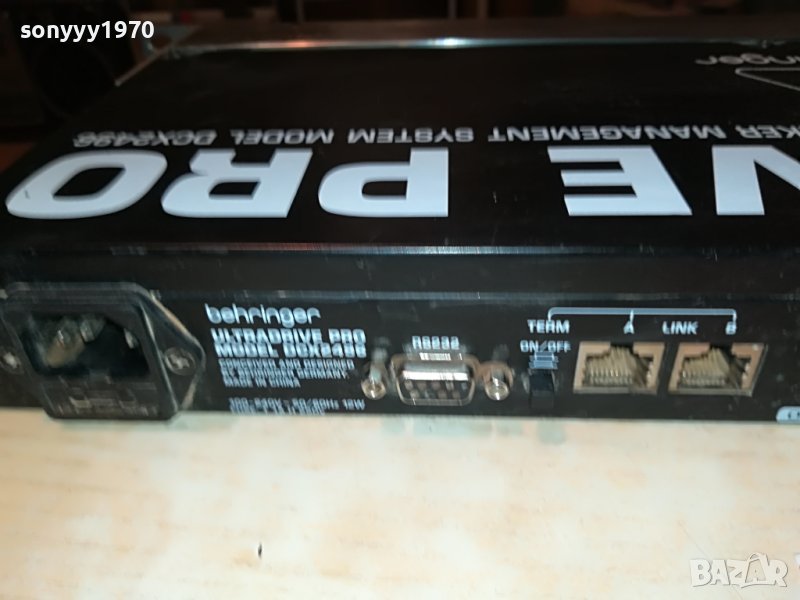 sonyyy1970
KER MANAGEMENT SYSTEM MODEL DCX2496
VE PRO
behringer
ULTRADRIVE PRO
MODEL DCX2496
MADE IN CHINA
RS232
TERM
ON/OFF
A LINK B
BAZAR